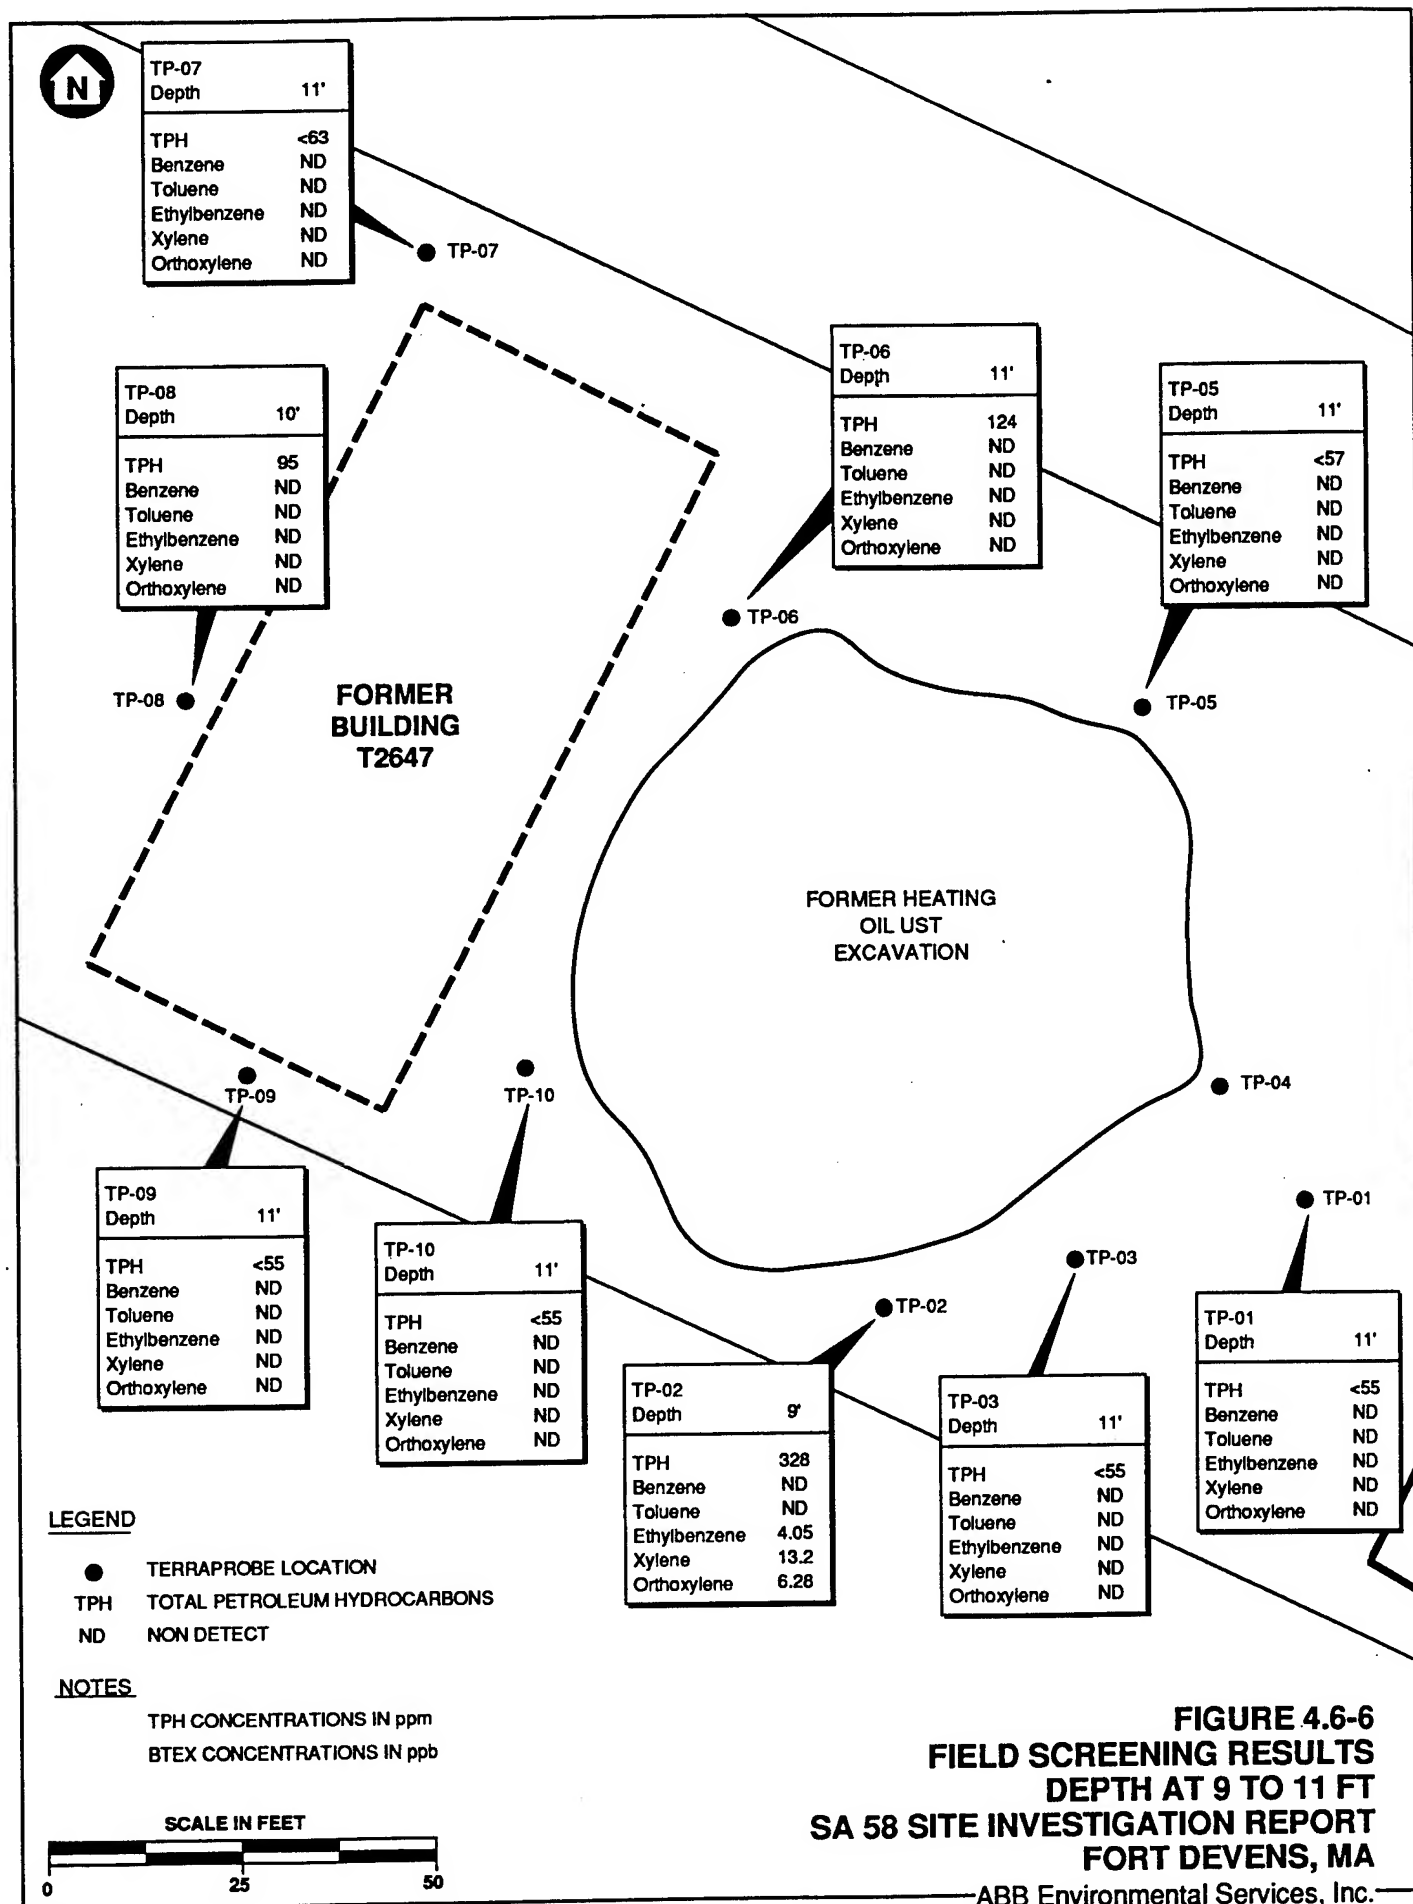 N
TP-07
Depth 11'
TPH <63
Benzene ND
Toluene ND
Ethylbenzene ND
Xylene ND
Orthoxylene ND
TP-07
TP-06
Depth 11'
TPH 124
Benzene ND
Toluene ND
Ethylbenzene ND
Xylene ND
Orthoxylene ND
TP-06
TP-05
Depth 11'
TPH <57
Benzene ND
Toluene ND
Ethylbenzene ND
Xylene ND
Orthoxylene ND
TP-05
TP-08
Depth 10'
TPH 95
Benzene ND
Toluene ND
Ethylbenzene ND
Xylene ND
Orthoxylene ND
TP-08
FORMER
BUILDING
T2647
FORMER HEATING
OIL UST
EXCAVATION
TP-09
TP-10
TP-04
TP-01
TP-03
TP-02
TP-09
Depth 11'
TPH <55
Benzene ND
Toluene ND
Ethylbenzene ND
Xylene ND
Orthoxylene ND
TP-10
Depth 11'
TPH <55
Benzene ND
Toluene ND
Ethylbenzene ND
Xylene ND
Orthoxylene ND
TP-02
Depth 9'
TPH 328
Benzene ND
Toluene ND
Ethylbenzene 4.05
Xylene 13.2
Orthoxylene 6.28
TP-03
Depth 11'
TPH <55
Benzene ND
Toluene ND
Ethylbenzene ND
Xylene ND
Orthoxylene ND
TP-01
Depth 11'
TPH <55
Benzene ND
Toluene ND
Ethylbenzene ND
Xylene ND
Orthoxylene ND
LEGEND
TERRAPROBE LOCATION
TPH TOTAL PETROLEUM HYDROCARBONS
ND NON DETECT
NOTES
TPH CONCENTRATIONS IN ppm
BTEX CONCENTRATIONS IN ppb
SCALE IN FEET
0 25 50
FIGURE 4.6-6
FIELD SCREENING RESULTS
DEPTH AT 9 TO 11 FT
SA 58 SITE INVESTIGATION REPORT
FORT DEVENS, MA
ABB Environmental Services, Inc.